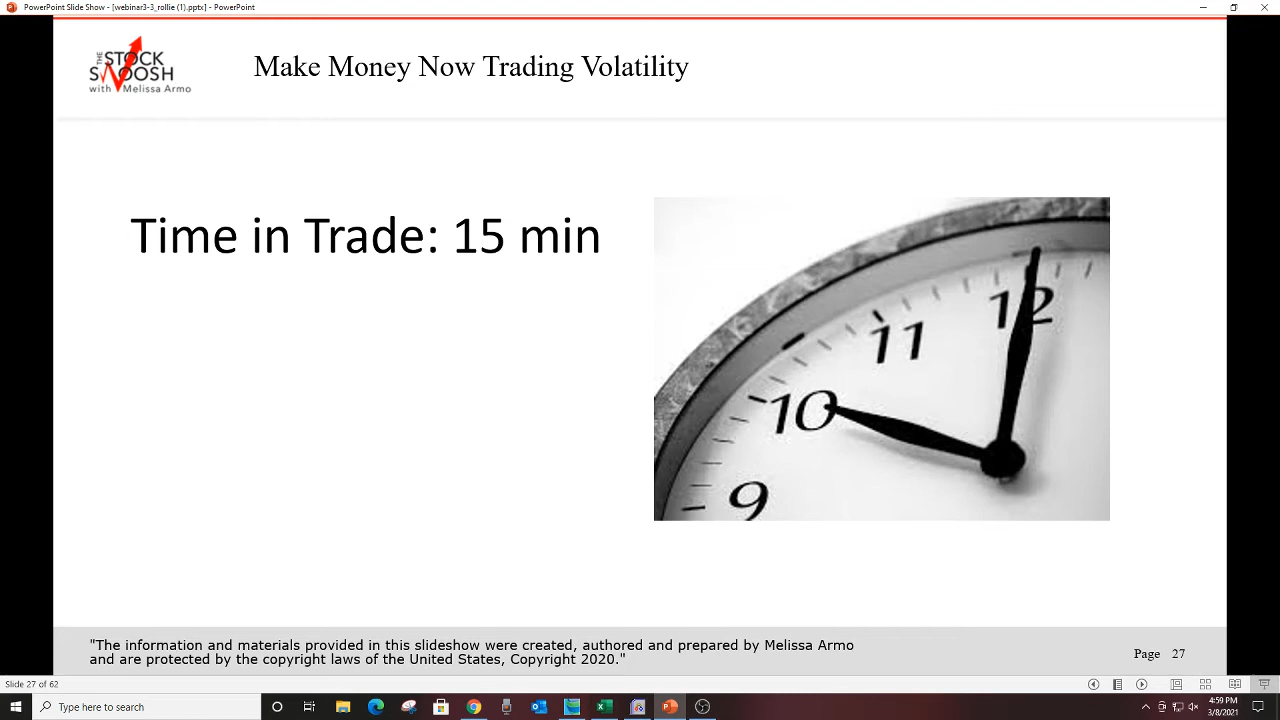 PowerPoint Slide Show - [webinar3-3_rollie (1).pptx] - PowerPoint
THE STOCK
SWOOSH
with Melissa Armo
Make Money Now Trading Volatility
Time in Trade: 15 min
12
11
10
9
"The information and materials provided in this slideshow were created, authored and prepared by Melissa Armo
and are protected by the copyright laws of the United States, Copyright 2020."
Page 27
Slide 27 of 62
Type here to search
4:59 PM
3/8/2021